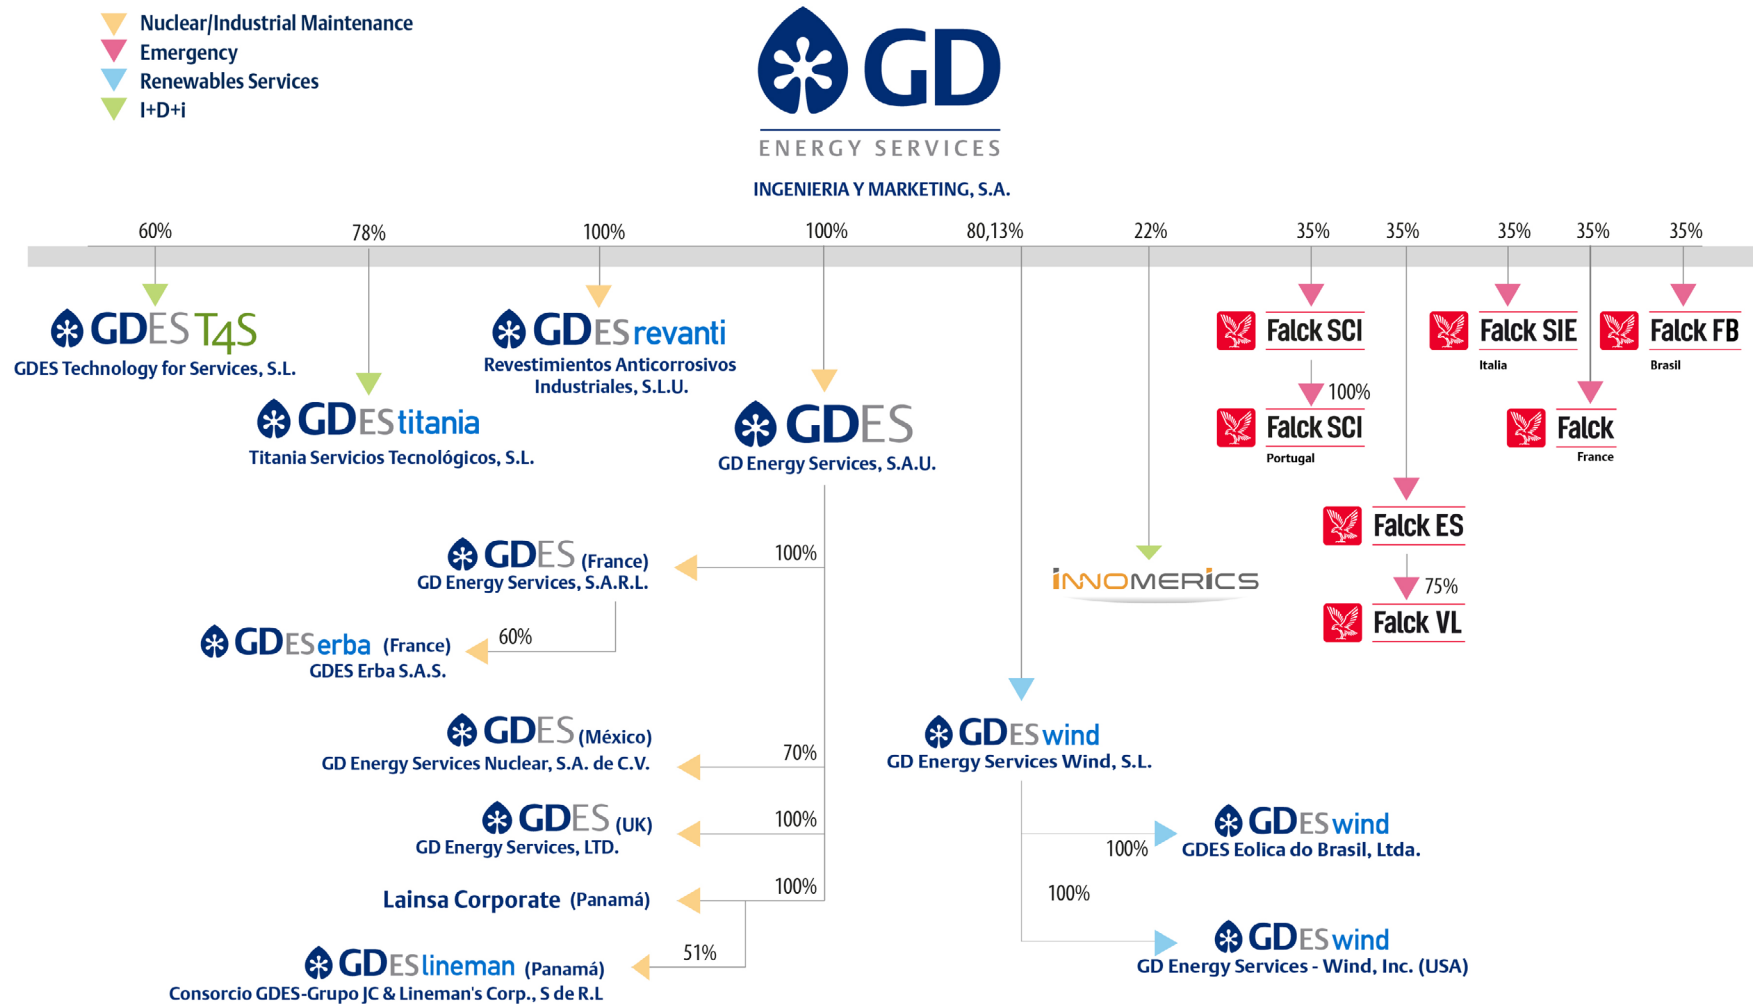 Nuclear/Industrial Maintenance
Emergency
Renewables Services
I+D+i
GD
ENERGY SERVICES
INGENIERIA Y MARKETING, S.A.
60% 78% 100% 100% 80,13% 22% 35% 35% 35% 35% 35%
GDES T4S
GDES Technology for Services, S.L.
GDES titania
Titania Servicios Tecnológicos, S.L.
GDES revanti
Revestimientos Anticorrosivos
Industriales, S.L.U.
GDES
GD Energy Services, S.A.U.
100%
GDES (France)
GD Energy Services, S.A.R.L.
60%
GDES erba (France)
GDES Erba S.A.S.
70%
GDES (México)
GD Energy Services Nuclear, S.A. de C.V.
100%
GDES (UK)
GD Energy Services, LTD.
100%
Lainsa Corporate (Panamá)
51%
GDES lineman (Panamá)
Consorcio GDES-Grupo JC & Lineman's Corp., S de R.L
GDES wind
GD Energy Services Wind, S.L.
100%
GDES wind
GDES Eolica do Brasil, Ltda.
100%
GDES wind
GD Energy Services - Wind, Inc. (USA)
INNOMERICS
Falck SCI
100%
Falck SCI
Portugal
Falck ES
75%
Falck VL
Falck SIE
Italia
Falck
France
Falck FB
Brasil